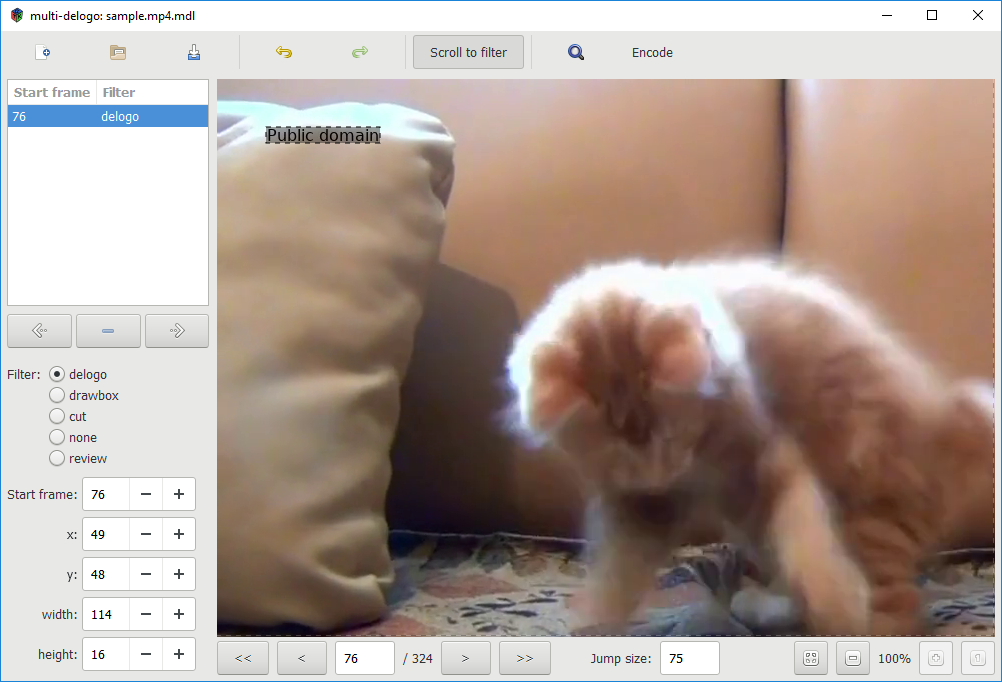 multi-delogo: sample.mp4.mdl
Scroll to filter
Encode
Start frame Filter
76 delogo
Public domain
Filter: delogo
drawbox
cut
none
review
Start frame: 76 − +
x: 49 − +
y: 48 − +
width: 114 − +
height: 16 − +
<< < 76 / 324 > >> Jump size: 75 100%